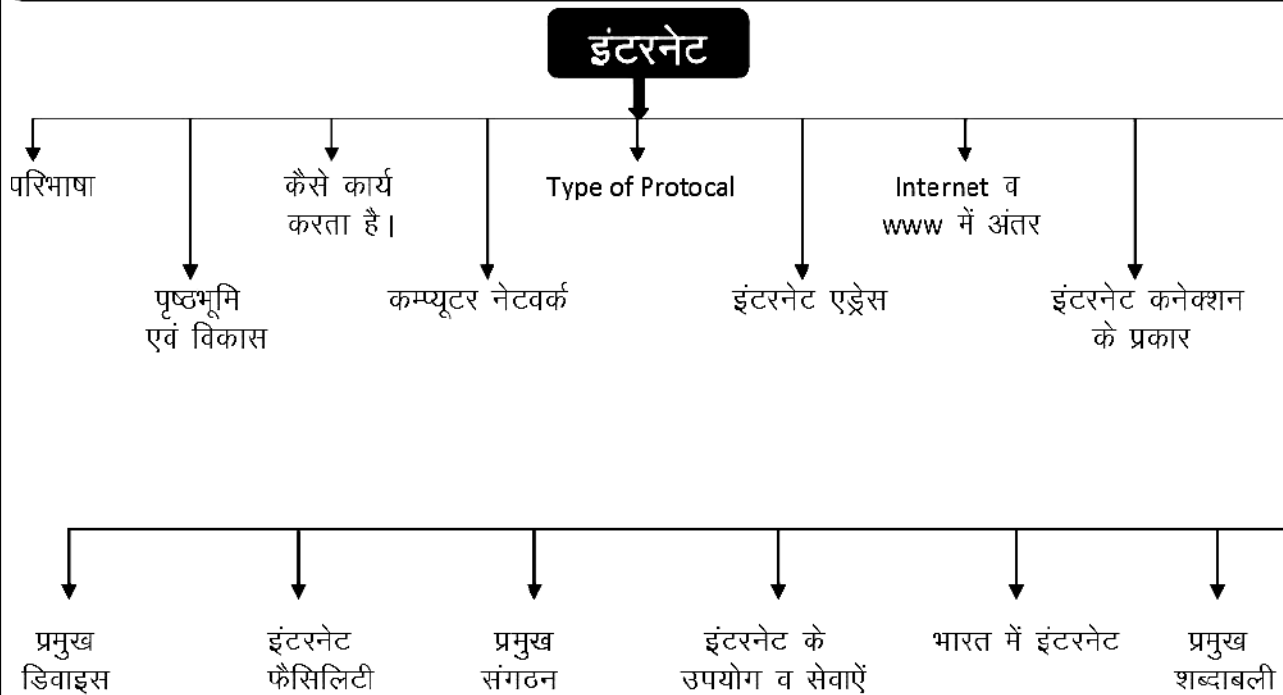 इंटरनेट
परिभाषा
कैसे कार्य
करता है।
Type of Protocal
Internet व
www में अंतर
पृष्ठभूमि
एवं विकास
कम्प्यूटर नेटवर्क
इंटरनेट एड्रेस
इंटरनेट कनेक्शन
के प्रकार
प्रमुख
डिवाइस
इंटरनेट
फैसिलिटी
प्रमुख
संगठन
इंटरनेट के
उपयोग व सेवाऐं
भारत में इंटरनेट
प्रमुख
शब्दाबली